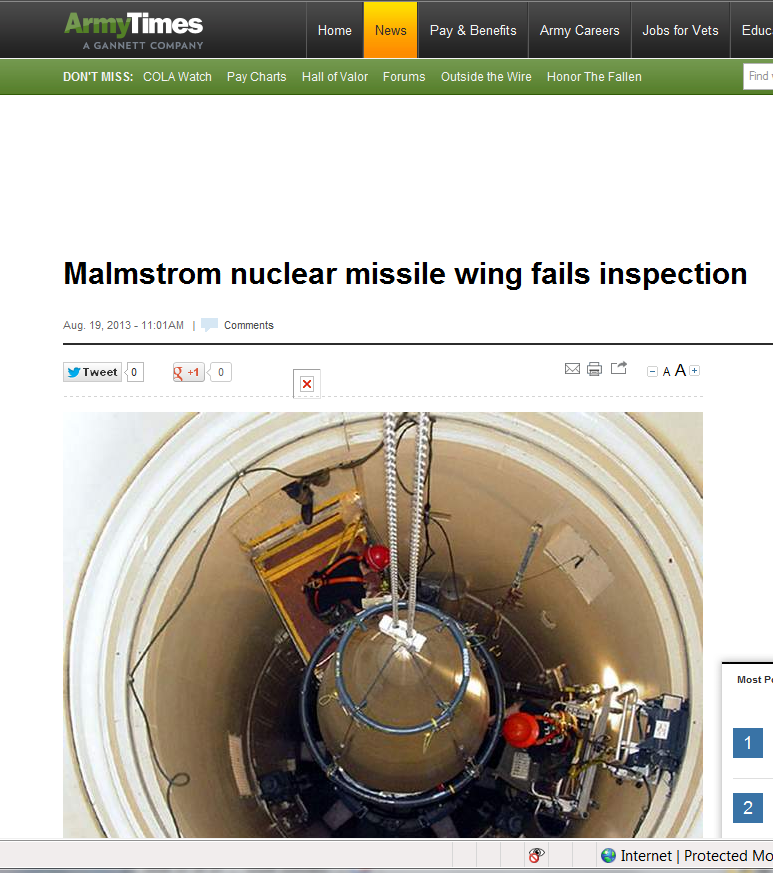 ArmyTimes
A GANNETT COMPANY
Home News Pay & Benefits Army Careers Jobs for Vets Educ
DON'T MISS: COLA Watch Pay Charts Hall of Valor Forums Outside the Wire Honor The Fallen Find
Malmstrom nuclear missile wing fails inspection
Aug. 19, 2013 - 11:01AM | Comments
Tweet 0 +1 0 A A
Most Po
1
2
Internet | Protected Mo